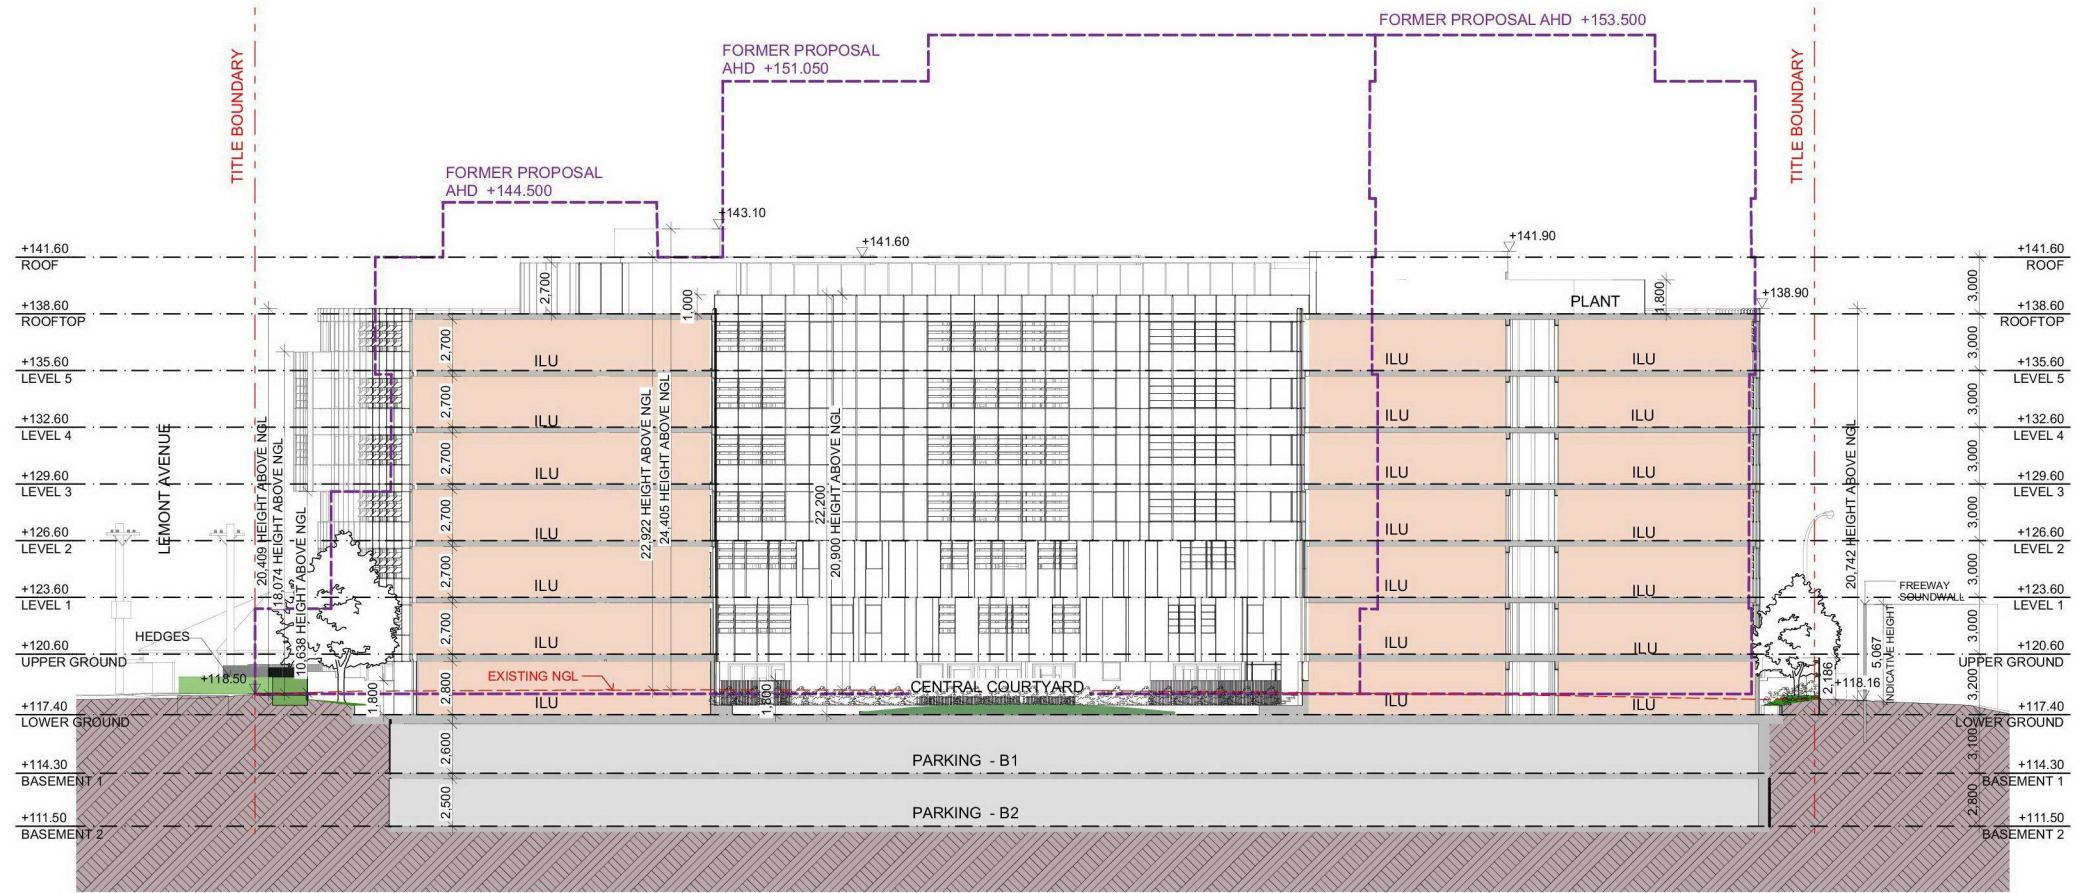 FORMER PROPOSAL AHD +153.500
FORMER PROPOSAL
AHD +151.050
FORMER PROPOSAL
AHD +144.500
TITLE BOUNDARY
TITLE BOUNDARY
+143.10
+141.60
+141.90
+138.90
+141.60
ROOF
+138.60
ROOFTOP
+135.60
LEVEL 5
+132.60
LEVEL 4
+129.60
LEVEL 3
+126.60
LEVEL 2
+123.60
LEVEL 1
+120.60
UPPER GROUND
+117.40
LOWER GROUND
+114.30
BASEMENT 1
+111.50
BASEMENT 2
LEMONT AVENUE
HEDGES
+118.50
20,409 HEIGHT ABOVE NGL
18,074 HEIGHT ABOVE NGL
10,638 HEIGHT ABOVE NGL
1,800
2,700
2,700
2,700
2,700
2,700
2,700
2,700
2,800
2,600
2,500
ILU
ILU
ILU
ILU
ILU
ILU
ILU
EXISTING NGL
22,922 HEIGHT ABOVE NGL
24,405 HEIGHT ABOVE NGL
1,000
22,200
20,900 HEIGHT ABOVE NGL
1,800
CENTRAL COURTYARD
PARKING - B1
PARKING - B2
PLANT
1,800
ILU
ILU
ILU
ILU
ILU
ILU
ILU
ILU
ILU
ILU
ILU
ILU
ILU
ILU
20,742 HEIGHT ABOVE NGL
FREEWAY
SOUNDWALL
5,067
INDICATIVE HEIGHT
2,186
+118.16
3,000
3,000
3,000
3,000
3,000
3,000
3,000
3,200
3,100
2,800
+141.60
ROOF
+138.60
ROOFTOP
+135.60
LEVEL 5
+132.60
LEVEL 4
+129.60
LEVEL 3
+126.60
LEVEL 2
+123.60
LEVEL 1
+120.60
UPPER GROUND
+117.40
LOWER GROUND
+114.30
BASEMENT 1
+111.50
BASEMENT 2